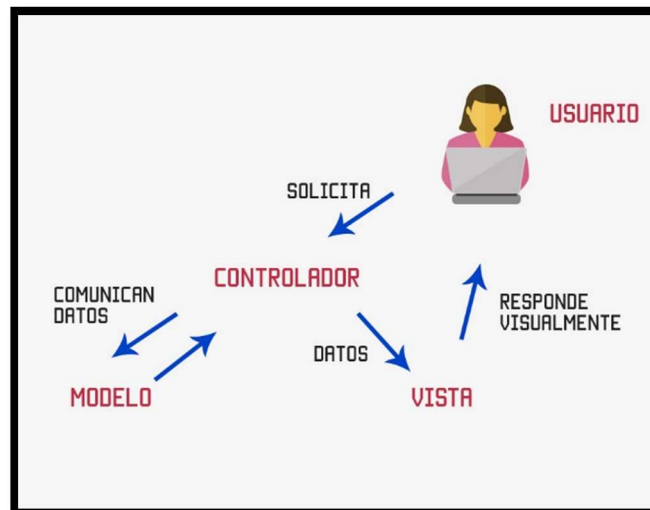 USUARIO
SOLICITA
CONTROLADOR
COMUNICAN
DATOS
RESPONDE
VISUALMENTE
DATOS
MODELO
VISTA